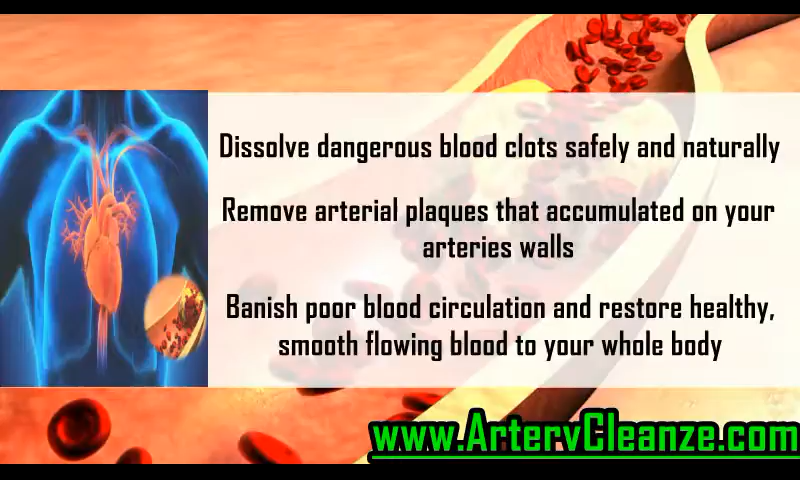 Dissolve dangerous blood clots safely and naturally
Remove arterial plaques that accumulated on your
arteries walls
Banish poor blood circulation and restore healthy,
smooth flowing blood to your whole body
www.ArteryCleanze.com